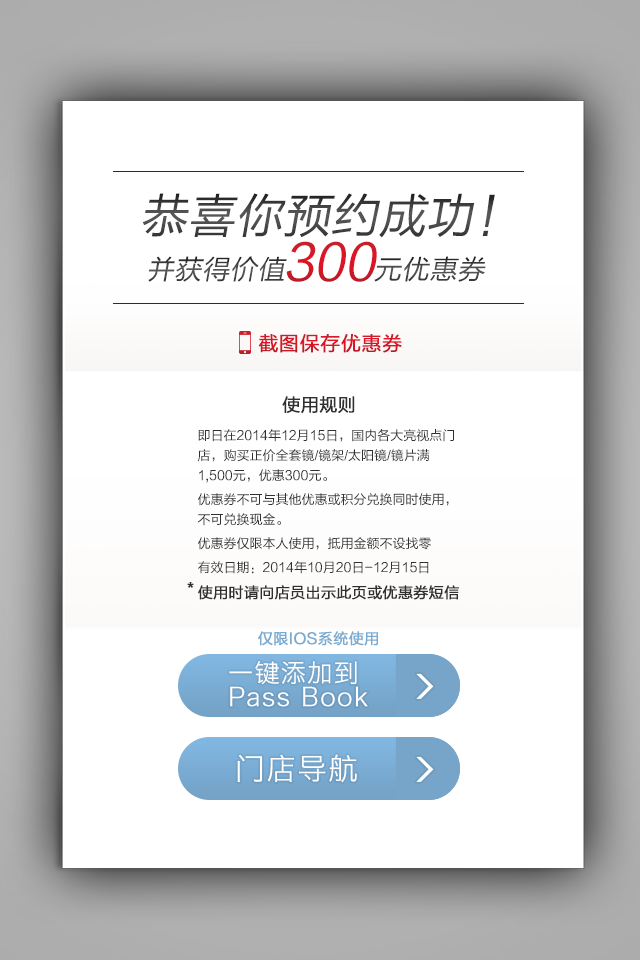 恭喜你预约成功！
并获得价值300元优惠券
截图保存优惠券
使用规则
即日在2014年12月15日，国内各大亮视点门
店，购买正价全套镜/镜架/太阳镜/镜片满
1,500元，优惠300元。
优惠券不可与其他优惠或积分兑换同时使用，
不可兑换现金。
优惠券仅限本人使用，抵用金额不设找零
有效日期：2014年10月20日-12月15日
*使用时请向店员出示此页或优惠券短信
仅限IOS系统使用
一键添加到
Pass Book
门店导航